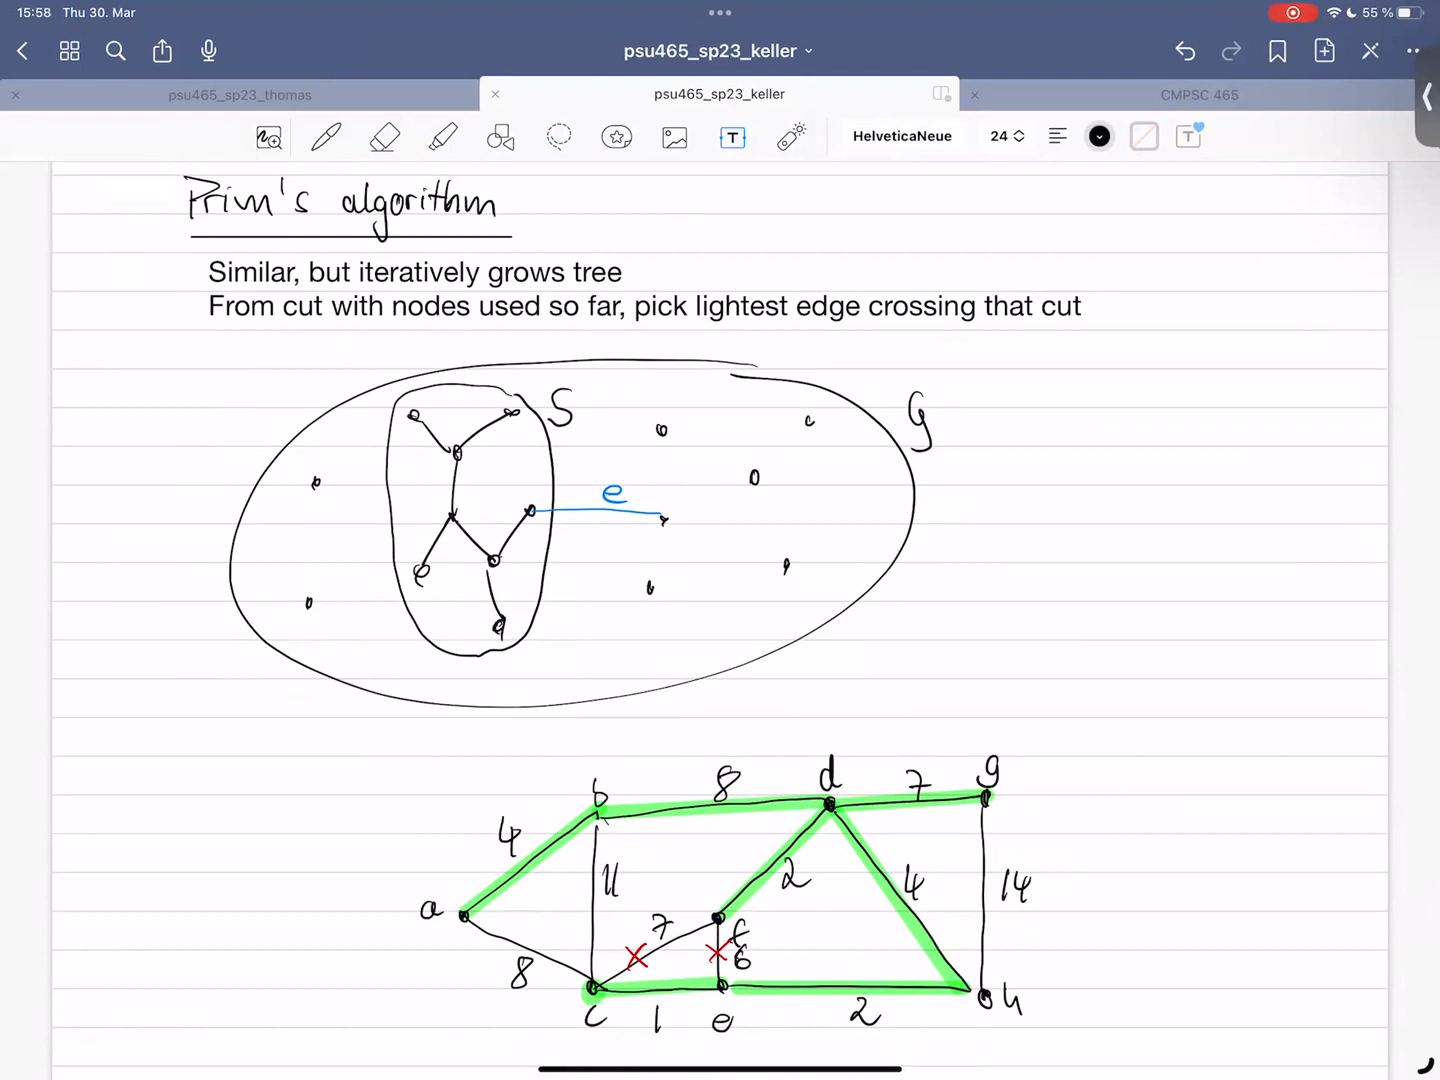 15:58 Thu 30. Mar
55 %
psu465_sp23_keller
psu465_sp23_thomas
psu465_sp23_keller
CMPSC 465
T
HelveticaNeue
24
T
Prim's algorithm
Similar, but iteratively grows tree
From cut with nodes used so far, pick lightest edge crossing that cut
S
G
e
b 8 d 7 g
4
11 2 4 14
a
7 f
6
8
c 1 e 2 h